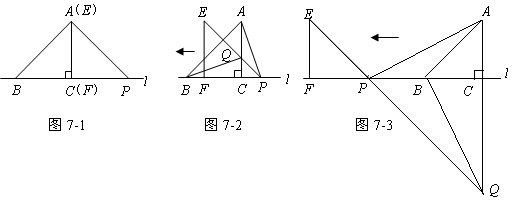 A(E)
B C(F) P l
图 7-1
E A
Q
B F C P l
图 7-2
E A
F P B C l
Q
图 7-3